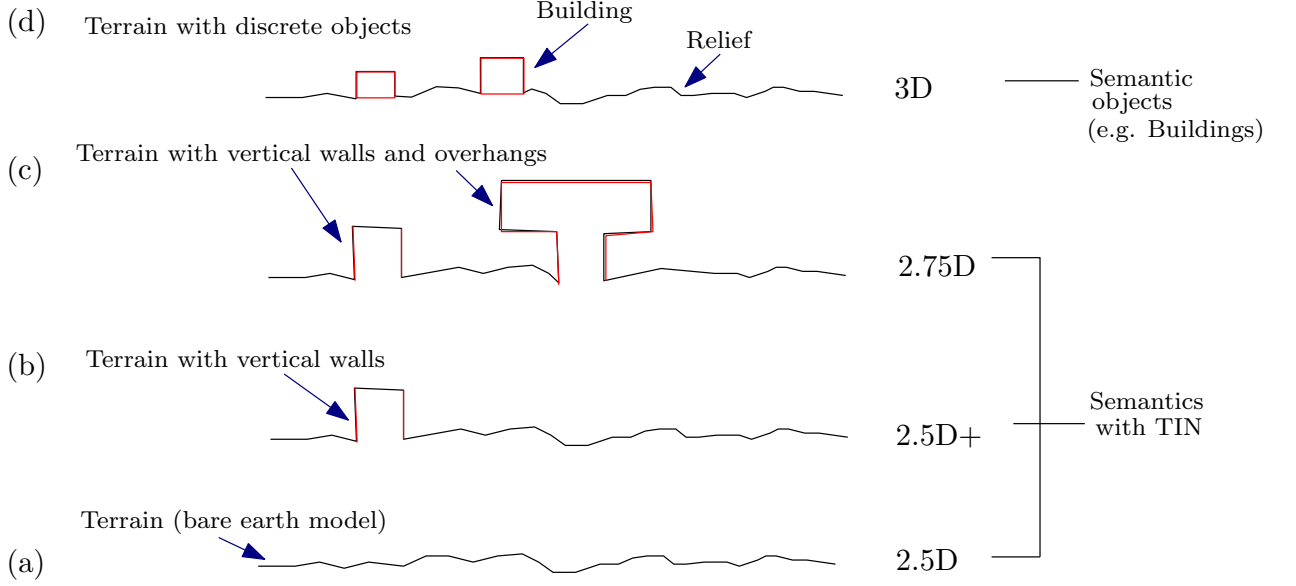 (d)
Terrain with discrete objects
Building
Relief
3D
Semantic
objects
(e.g. Buildings)
(c)
Terrain with vertical walls and overhangs
2.75D
(b)
Terrain with vertical walls
2.5D+
Semantics
with TIN
(a)
Terrain (bare earth model)
2.5D